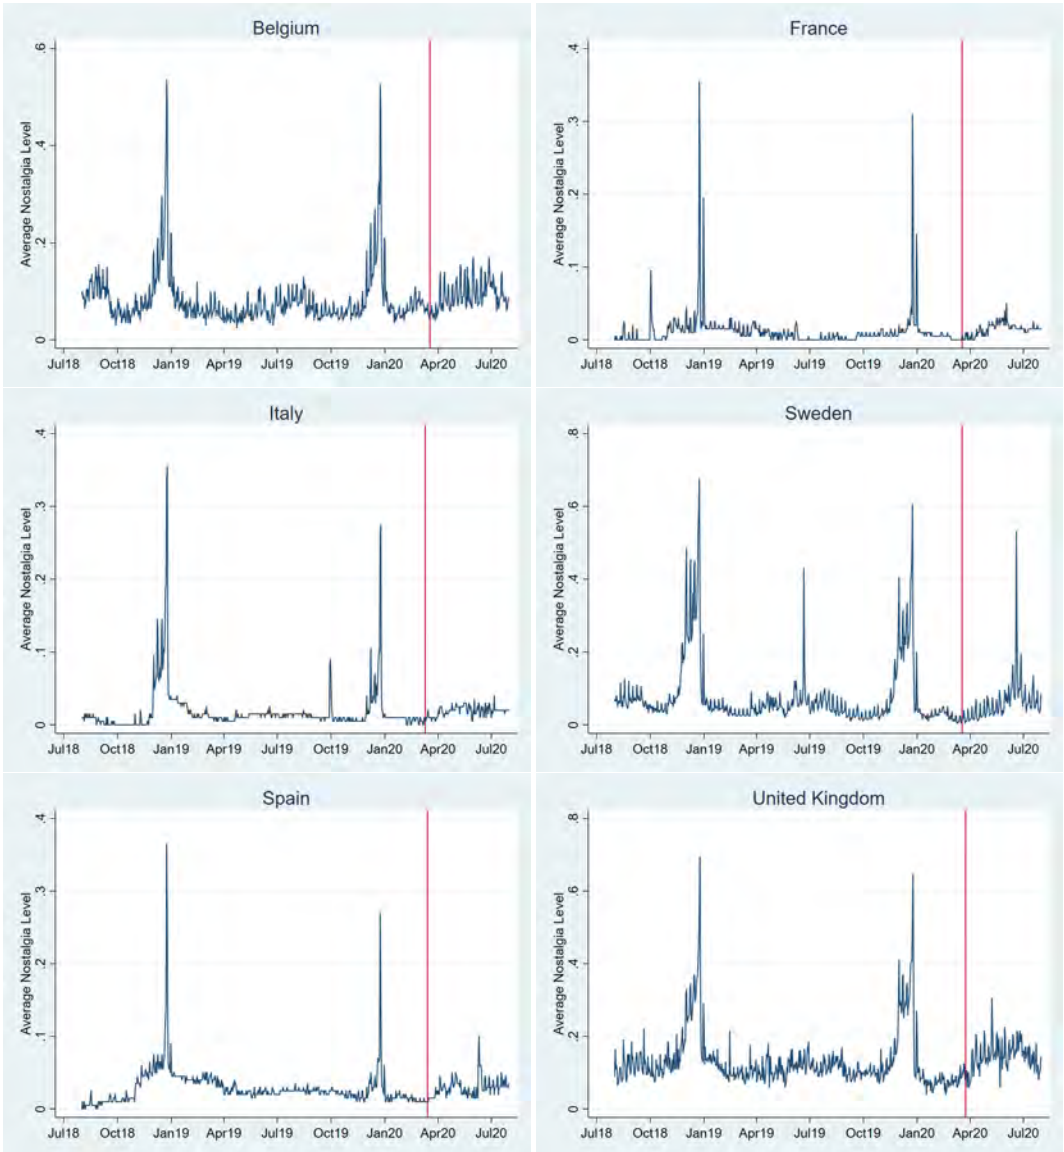 Belgium
Average Nostalgia Level
.6
.4
.2
0
Jul18 Oct18 Jan19 Apr19 Jul19 Oct19 Jan20 Apr20 Jul20
France
Average Nostalgia Level
.4
.3
.2
.1
0
Jul18 Oct18 Jan19 Apr19 Jul19 Oct19 Jan20 Apr20 Jul20
Italy
Average Nostalgia Level
.4
.3
.2
.1
0
Jul18 Oct18 Jan19 Apr19 Jul19 Oct19 Jan20 Apr20 Jul20
Sweden
Average Nostalgia Level
.8
.6
.4
.2
0
Jul18 Oct18 Jan19 Apr19 Jul19 Oct19 Jan20 Apr20 Jul20
Spain
Average Nostalgia Level
.4
.3
.2
.1
0
Jul18 Oct18 Jan19 Apr19 Jul19 Oct19 Jan20 Apr20 Jul20
United Kingdom
Average Nostalgia Level
.8
.6
.4
.2
0
Jul18 Oct18 Jan19 Apr19 Jul19 Oct19 Jan20 Apr20 Jul20